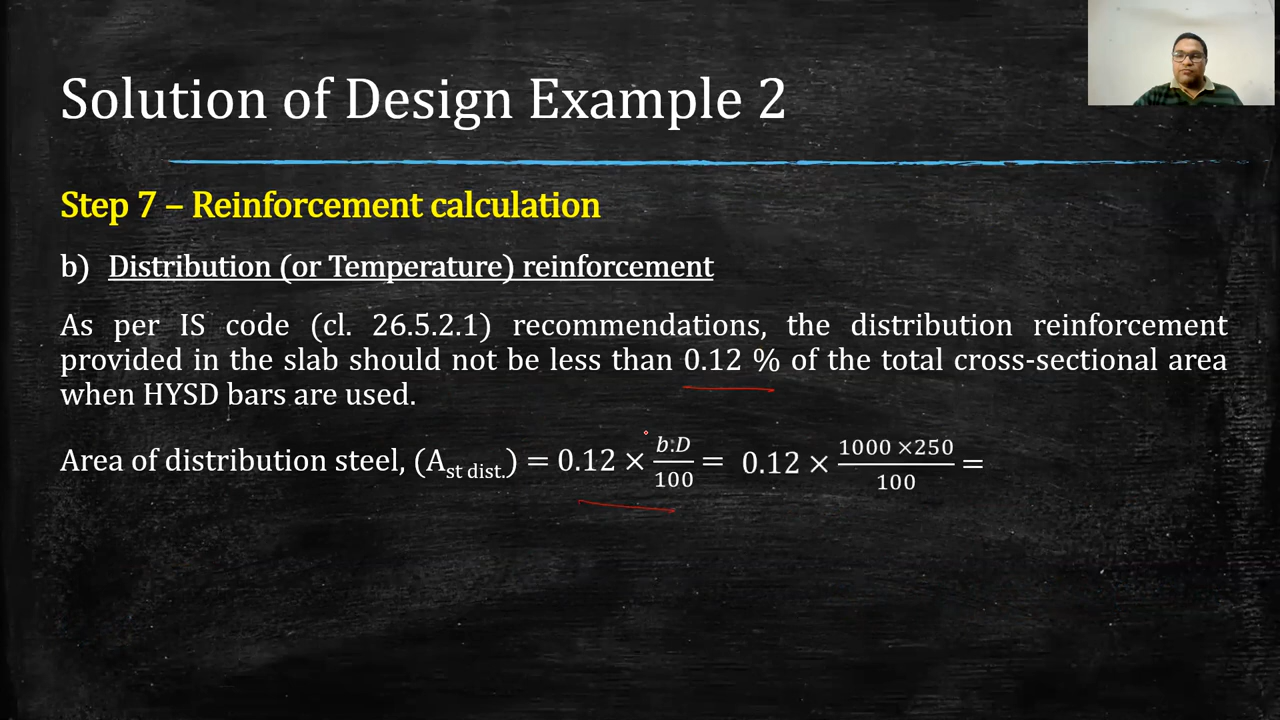 Solution of Design Example 2
Step 7 – Reinforcement calculation
b) Distribution (or Temperature) reinforcement
As per IS code (cl. 26.5.2.1) recommendations, the distribution reinforcement
provided in the slab should not be less than 0.12 % of the total cross-sectional area
when HYSD bars are used.
Area of distribution steel, (A_st dist.) = 0.12 × b.D/100 = 0.12 × 1000 ×250/100 =